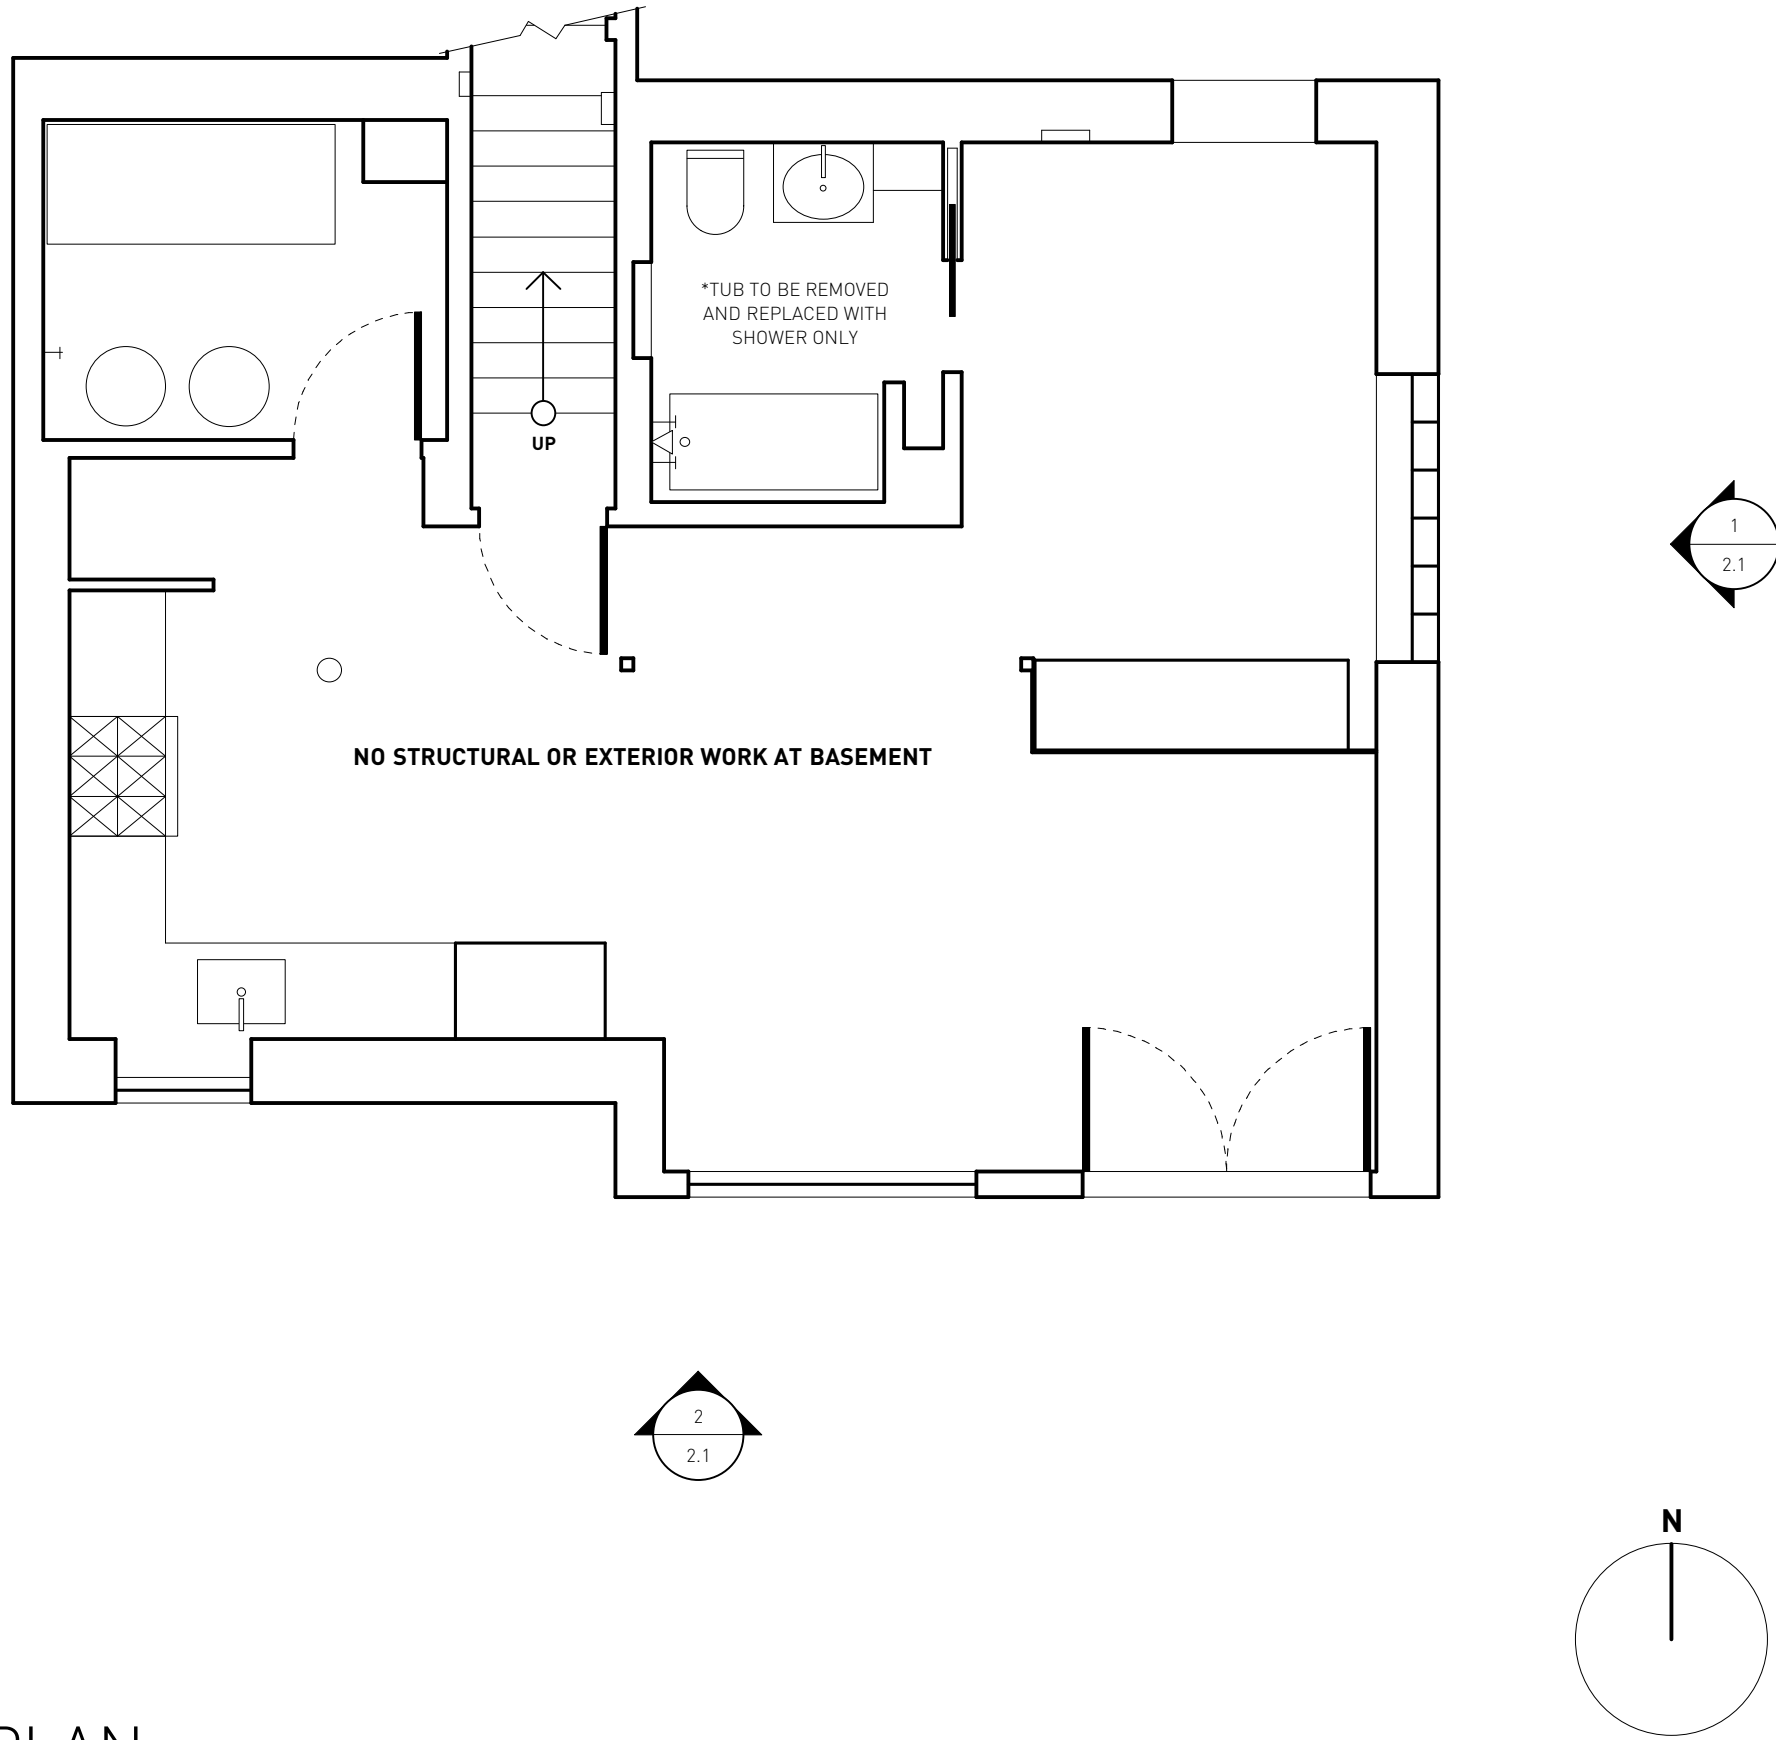 *TUB TO BE REMOVED
AND REPLACED WITH
SHOWER ONLY
UP
1
2.1
NO STRUCTURAL OR EXTERIOR WORK AT BASEMENT
2
2.1
N
PLAN